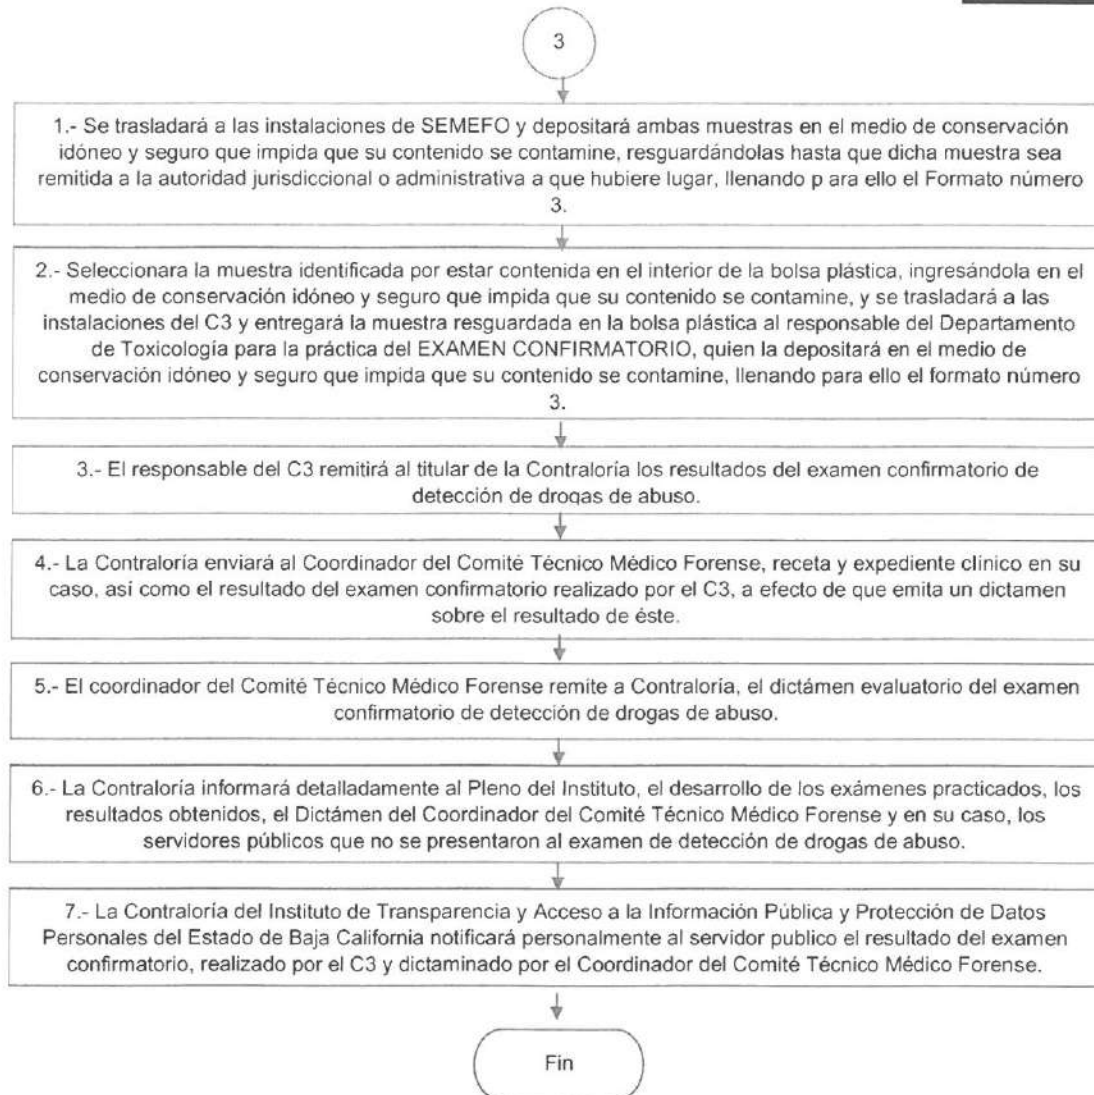 3
1.- Se trasladará a las instalaciones de SEMEFO y depositará ambas muestras en el medio de conservación
idóneo y seguro que impida que su contenido se contamine, resguardándolas hasta que dicha muestra sea
remitida a la autoridad jurisdiccional o administrativa a que hubiere lugar, llenando p ara ello el Formato número
3.
2.- Seleccionara la muestra identificada por estar contenida en el interior de la bolsa plástica, ingresándola en el
medio de conservación idóneo y seguro que impida que su contenido se contamine, y se trasladará a las
instalaciones del C3 y entregará la muestra resguardada en la bolsa plástica al responsable del Departamento
de Toxicología para la práctica del EXAMEN CONFIRMATORIO, quien la depositará en el medio de
conservación idóneo y seguro que impida que su contenido se contamine, llenando para ello el formato número
3.
3.- El responsable del C3 remitirá al titular de la Contraloría los resultados del examen confirmatorio de
detección de drogas de abuso.
4.- La Contraloría enviará al Coordinador del Comité Técnico Médico Forense, receta y expediente clínico en su
caso, así como el resultado del examen confirmatorio realizado por el C3, a efecto de que emita un dictamen
sobre el resultado de éste.
5.- El coordinador del Comité Técnico Médico Forense remite a Contraloría, el dictámen evaluatorio del examen
confirmatorio de detección de drogas de abuso.
6.- La Contraloría informará detalladamente al Pleno del Instituto, el desarrollo de los exámenes practicados, los
resultados obtenidos, el Dictámen del Coordinador del Comité Técnico Médico Forense y en su caso, los
servidores públicos que no se presentaron al examen de detección de drogas de abuso.
7.- La Contraloría del Instituto de Transparencia y Acceso a la Información Pública y Protección de Datos
Personales del Estado de Baja California notificará personalmente al servidor publico el resultado del examen
confirmatorio, realizado por el C3 y dictaminado por el Coordinador del Comité Técnico Médico Forense.
Fin